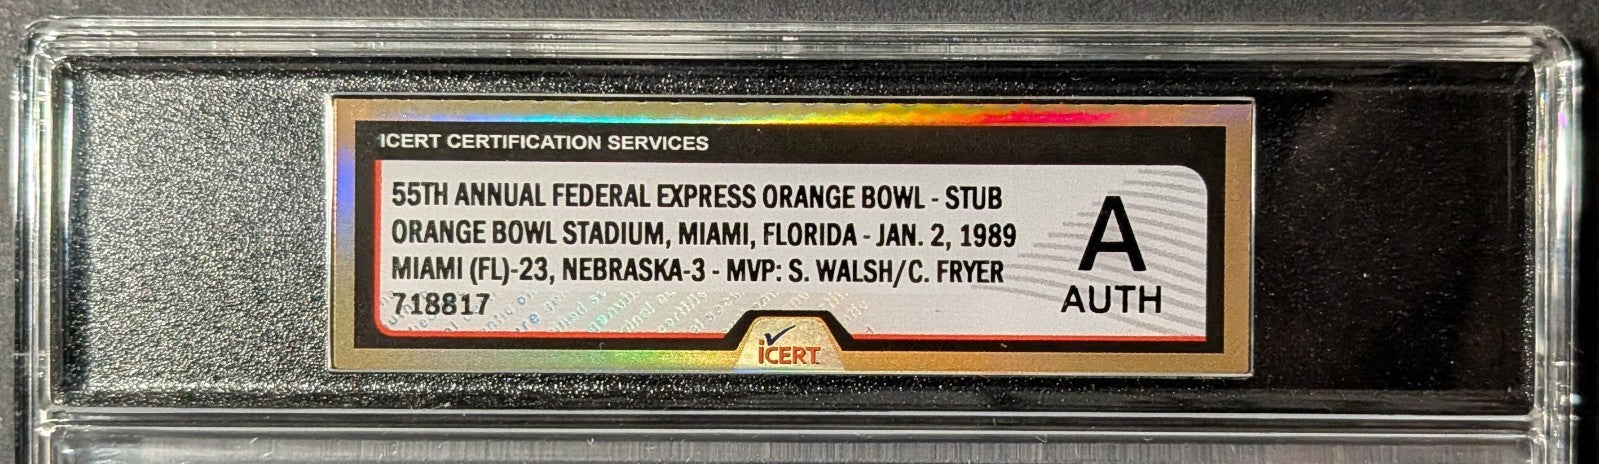 ICERT CERTIFICATION SERVICES
55TH ANNUAL FEDERAL EXPRESS ORANGE BOWL - STUB
ORANGE BOWL STADIUM, MIAMI, FLORIDA - JAN. 2, 1989
MIAMI (FL)-23, NEBRASKA-3 - MVP: S. WALSH/C. FRYER
718817
A
AUTH
iCERT